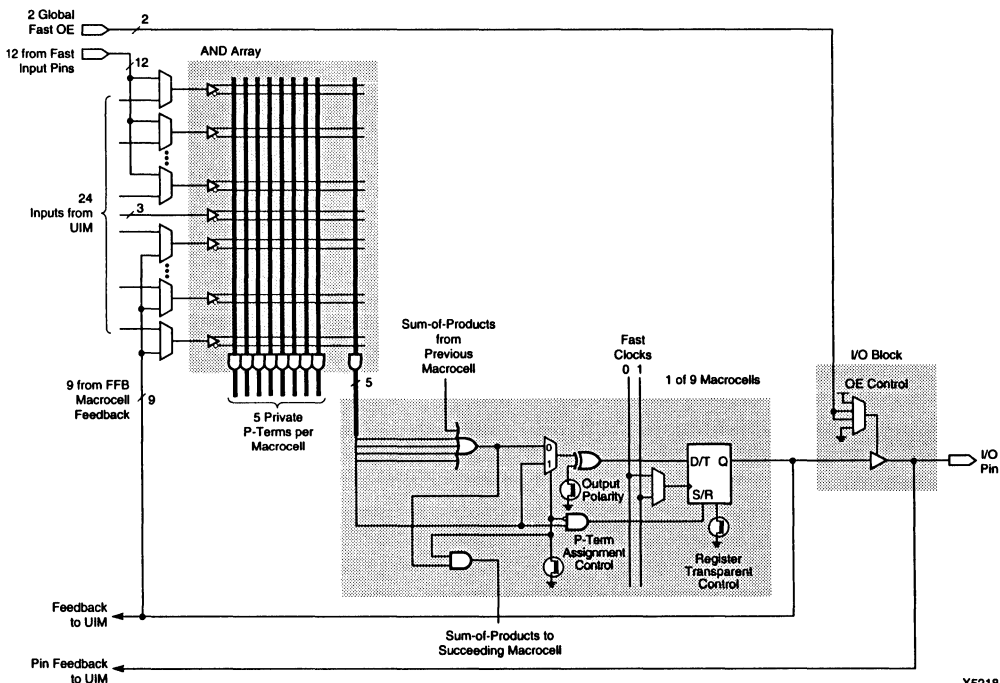 2 Global
Fast OE
2
12 from Fast
Input Pins
12
AND Array
24
Inputs from
UIM
3
9 from FFB
Macrocell
Feedback
9
5 Private
P-Terms per
Macrocell
5
Sum-of-Products
from
Previous
Macrocell
Fast
Clocks
0 1
1 of 9 Macrocells
I/O Block
OE Control
I/O
Pin
0
1
Output
Polarity
D/T Q
S/R
P-Term
Assignment
Control
Register
Transparent
Control
Feedback
to UIM
Sum-of-Products to
Succeeding Macrocell
Pin Feedback
to UIM
X5218